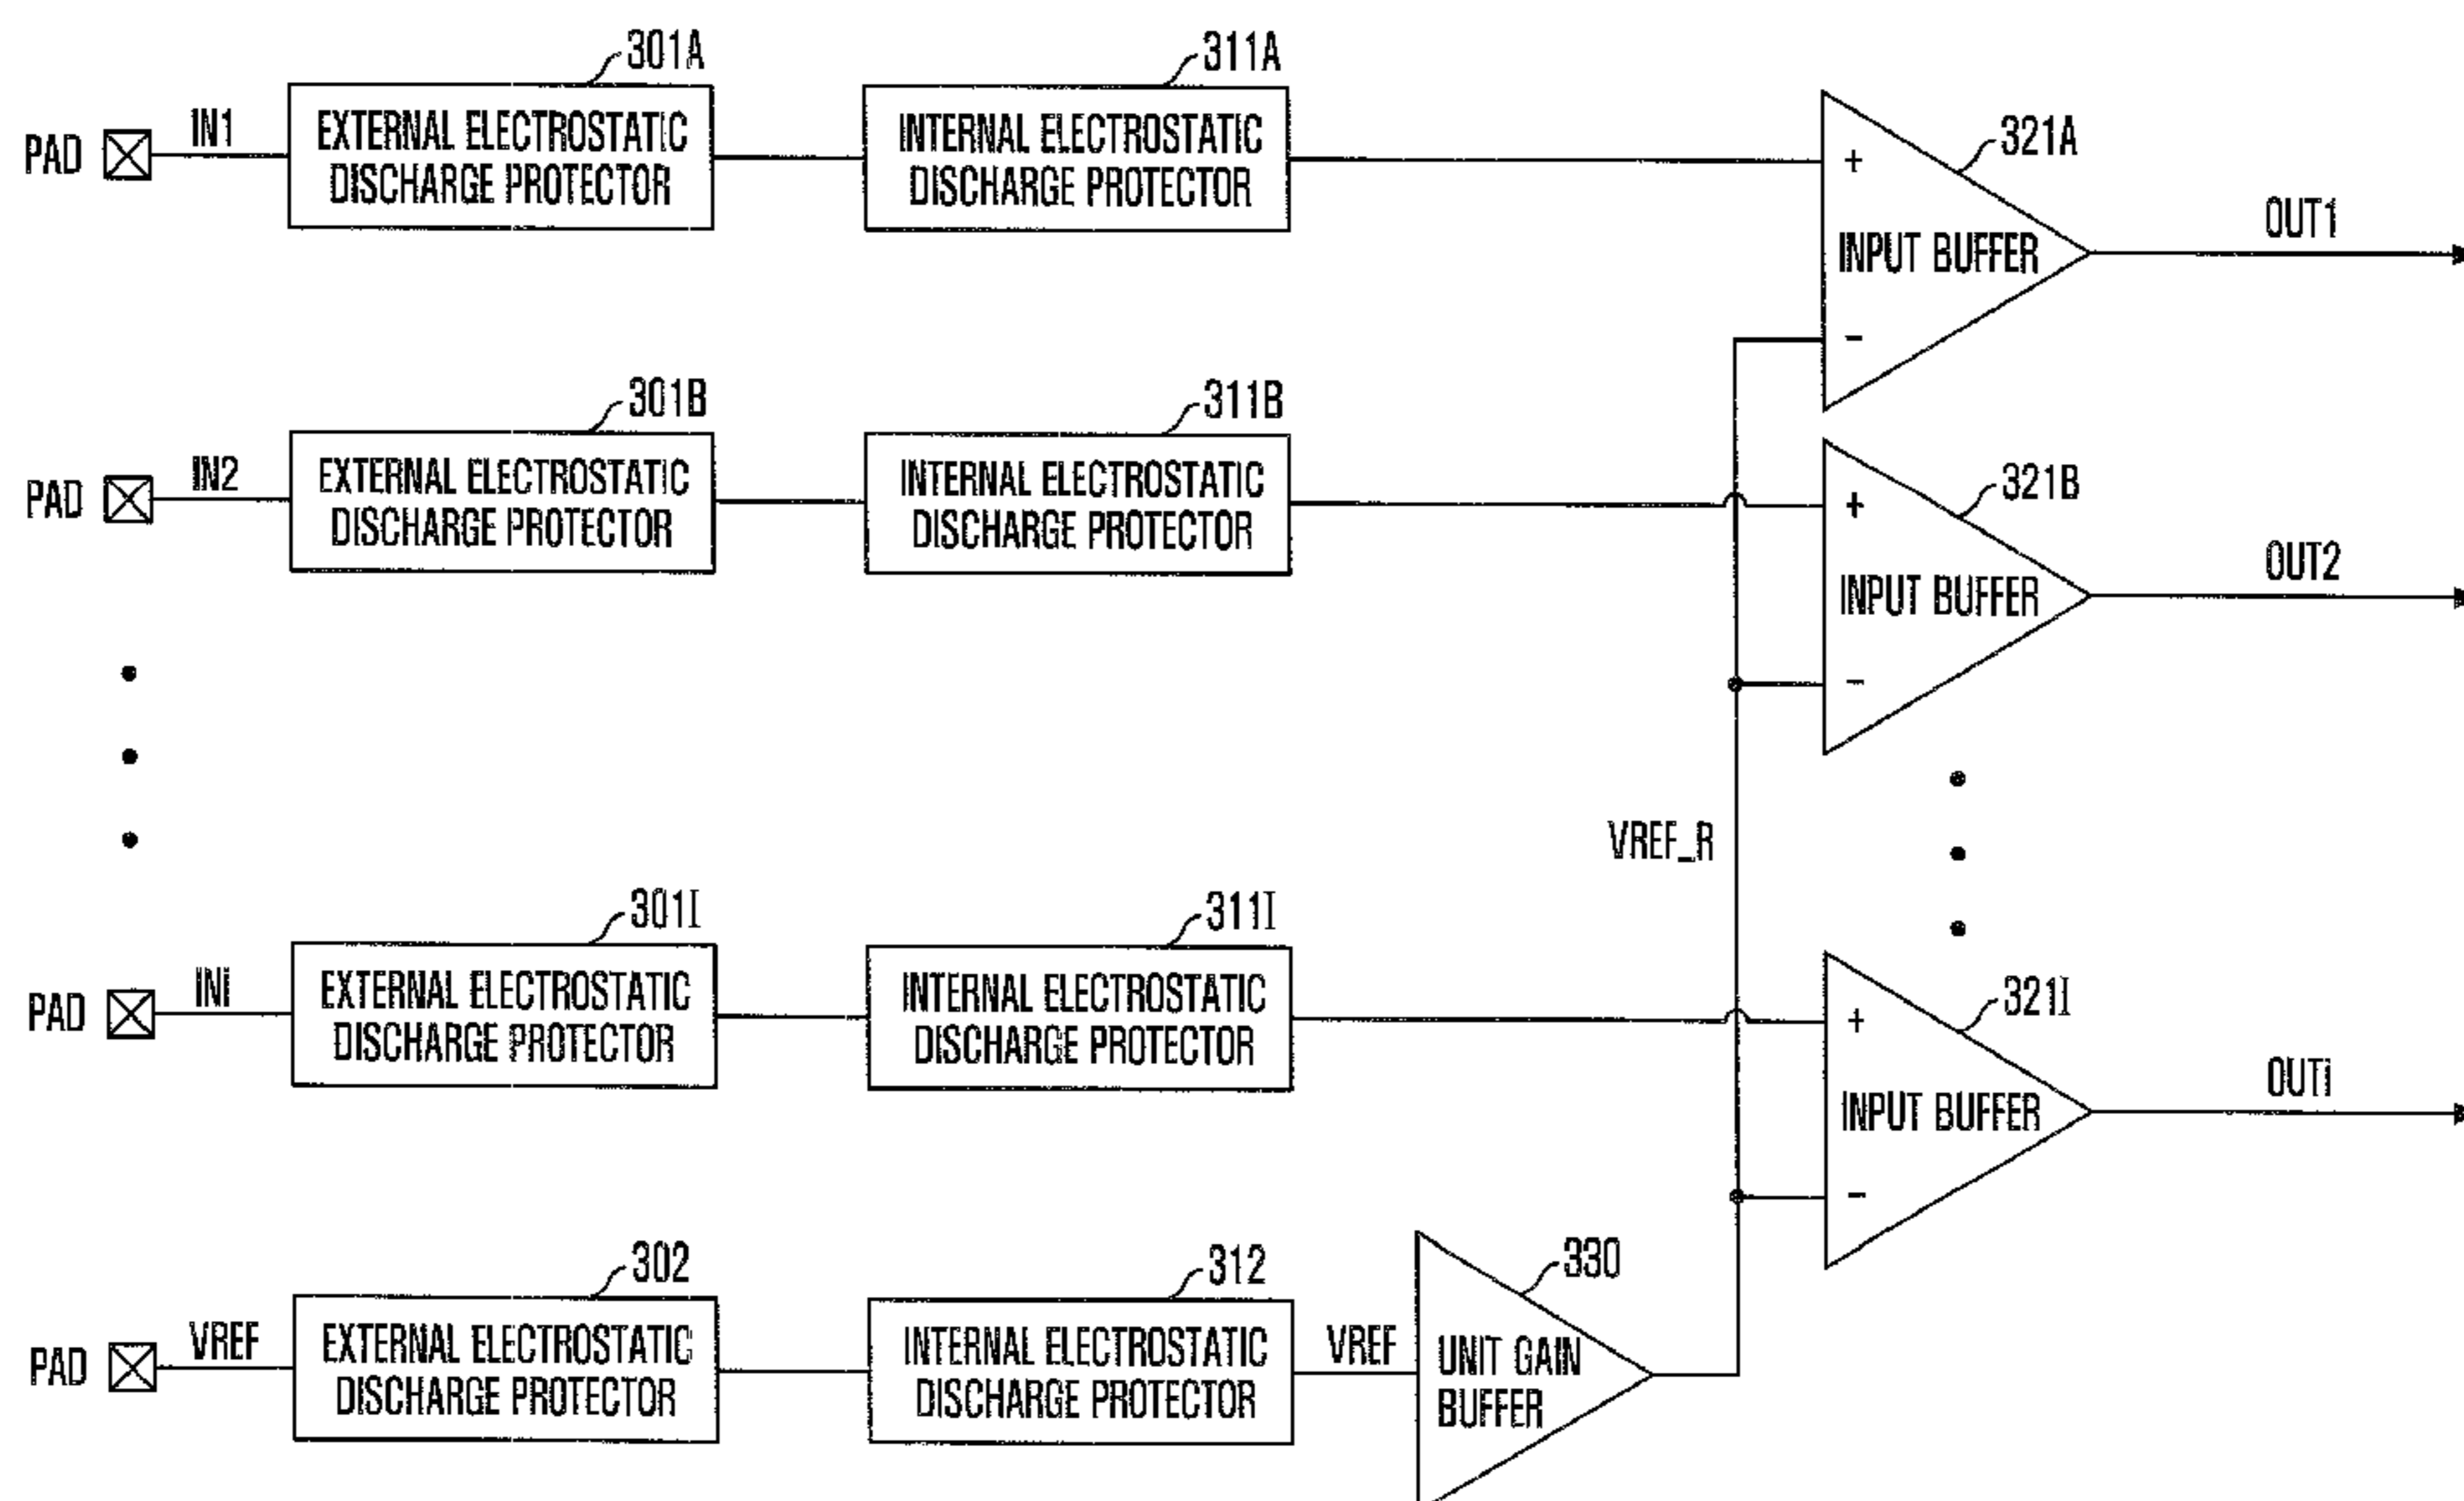 301A
311A
PAD
IN1
EXTERNAL ELECTROSTATIC
DISCHARGE PROTECTOR
INTERNAL ELECTROSTATIC
DISCHARGE PROTECTOR
+
321A
INPUT BUFFER
OUT1
-
301B
311B
PAD
IN2
EXTERNAL ELECTROSTATIC
DISCHARGE PROTECTOR
INTERNAL ELECTROSTATIC
DISCHARGE PROTECTOR
+
321B
INPUT BUFFER
OUT2
-
VREF_R
301I
311I
PAD
INi
EXTERNAL ELECTROSTATIC
DISCHARGE PROTECTOR
INTERNAL ELECTROSTATIC
DISCHARGE PROTECTOR
+
321I
INPUT BUFFER
OUTi
-
302
312
330
PAD
VREF
EXTERNAL ELECTROSTATIC
DISCHARGE PROTECTOR
INTERNAL ELECTROSTATIC
DISCHARGE PROTECTOR
VREF
UNIT GAIN
BUFFER